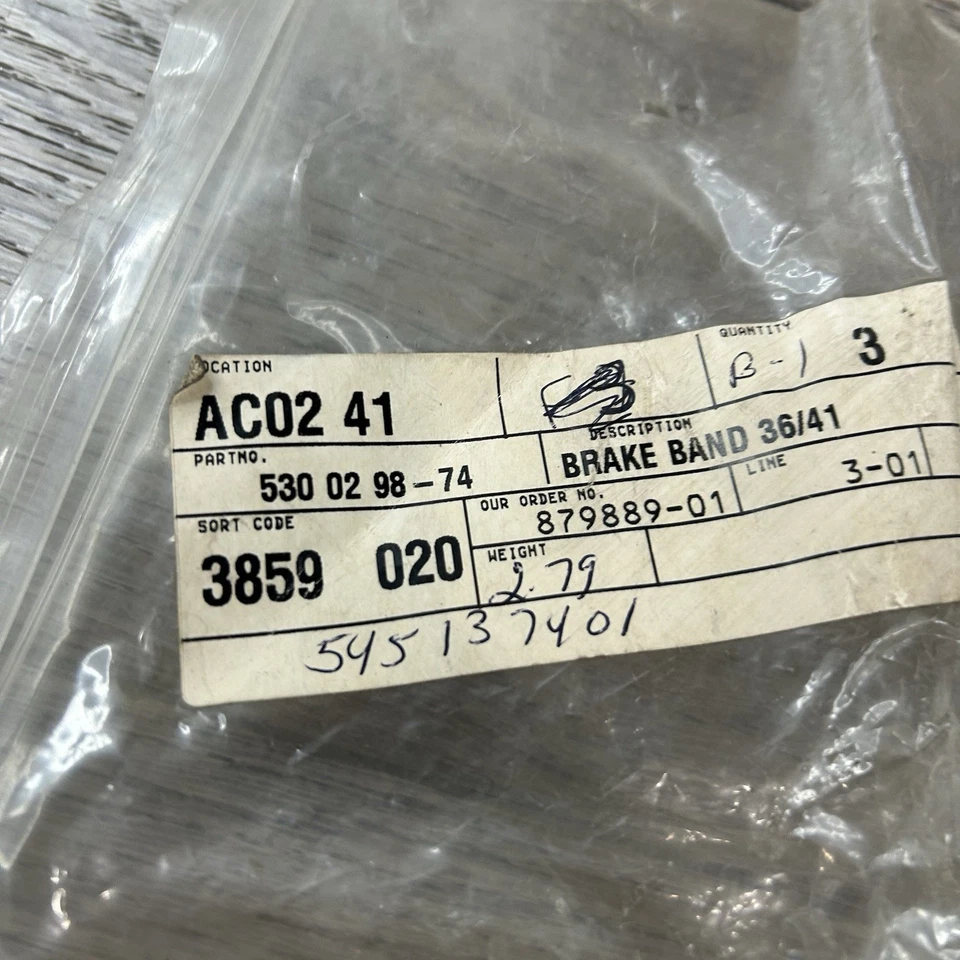 LOCATION
AC02 41
QUANTITY
B-1 3
PARTNO.
530 02 98-74
DESCRIPTION
BRAKE BAND 36/41
SORT CODE
3859 020
OUR ORDER NO.
879889-01
LINE
3-01
WEIGHT
2.79
545137401